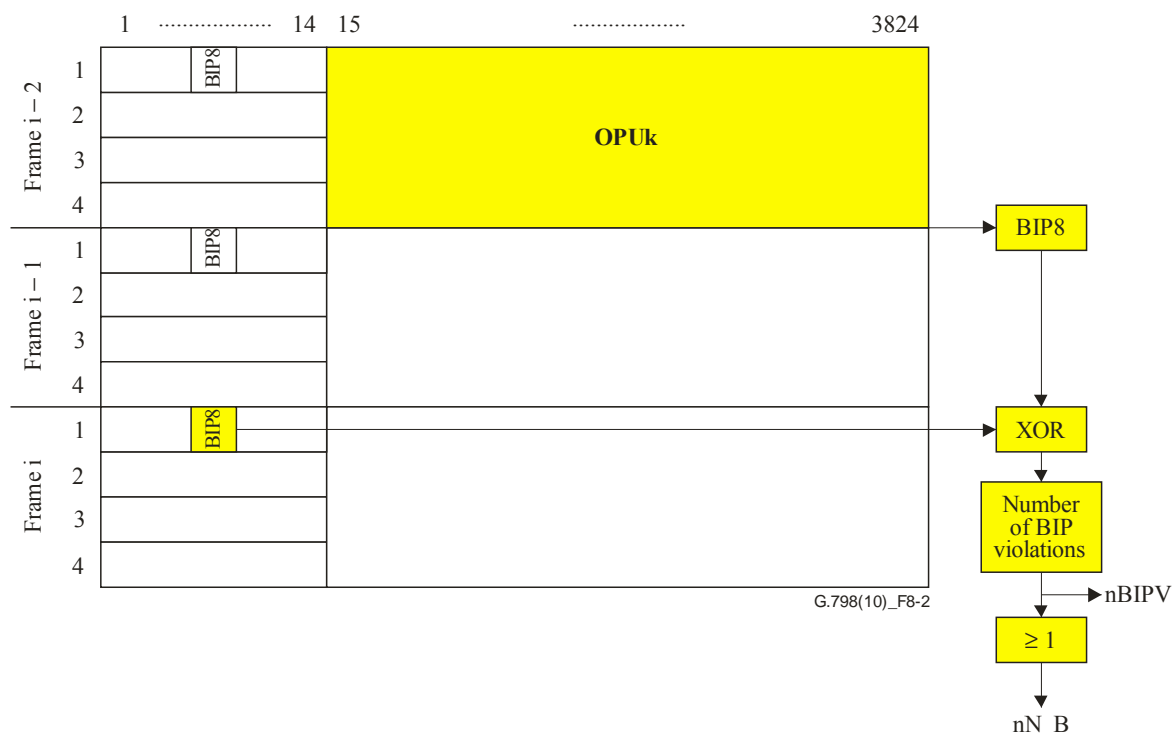 1 ................... 14 15 ................... 3824
Frame i – 2
1
BIP8
2
3
4
OPUk
BIP8
Frame i – 1
1
BIP8
2
3
4
Frame i
1
BIP8
2
3
4
XOR
Number
of BIP
violations
nBIPV
≥ 1
nN_B
G.798(10)_F8-2